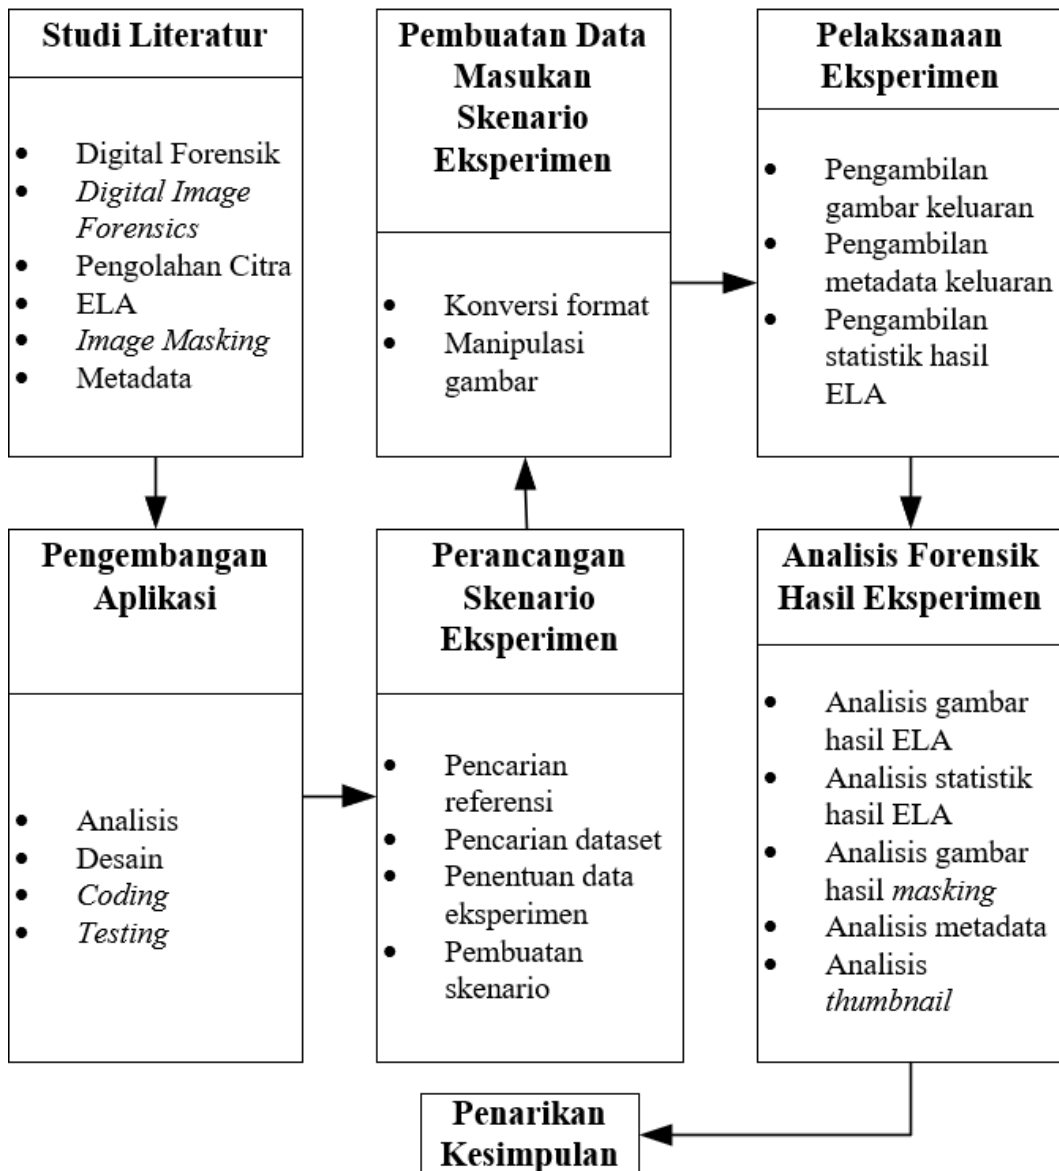 Studi Literatur
• Digital Forensik
• Digital Image
Forensics
• Pengolahan Citra
• ELA
• Image Masking
• Metadata
Pengembangan
Aplikasi
• Analisis
• Desain
• Coding
• Testing
Perancangan
Skenario
Eksperimen
• Pencarian
referensi
• Pencarian dataset
• Penentuan data
eksperimen
• Pembuatan
skenario
Pembuatan Data
Masukan
Skenario
Eksperimen
• Konversi format
• Manipulasi
gambar
Pelaksanaan
Eksperimen
• Pengambilan
gambar keluaran
• Pengambilan
metadata keluaran
• Pengambilan
statistik hasil
ELA
Analisis Forensik
Hasil Eksperimen
• Analisis gambar
hasil ELA
• Analisis statistik
hasil ELA
• Analisis gambar
hasil masking
• Analisis metadata
• Analisis
thumbnail
Penarikan
Kesimpulan